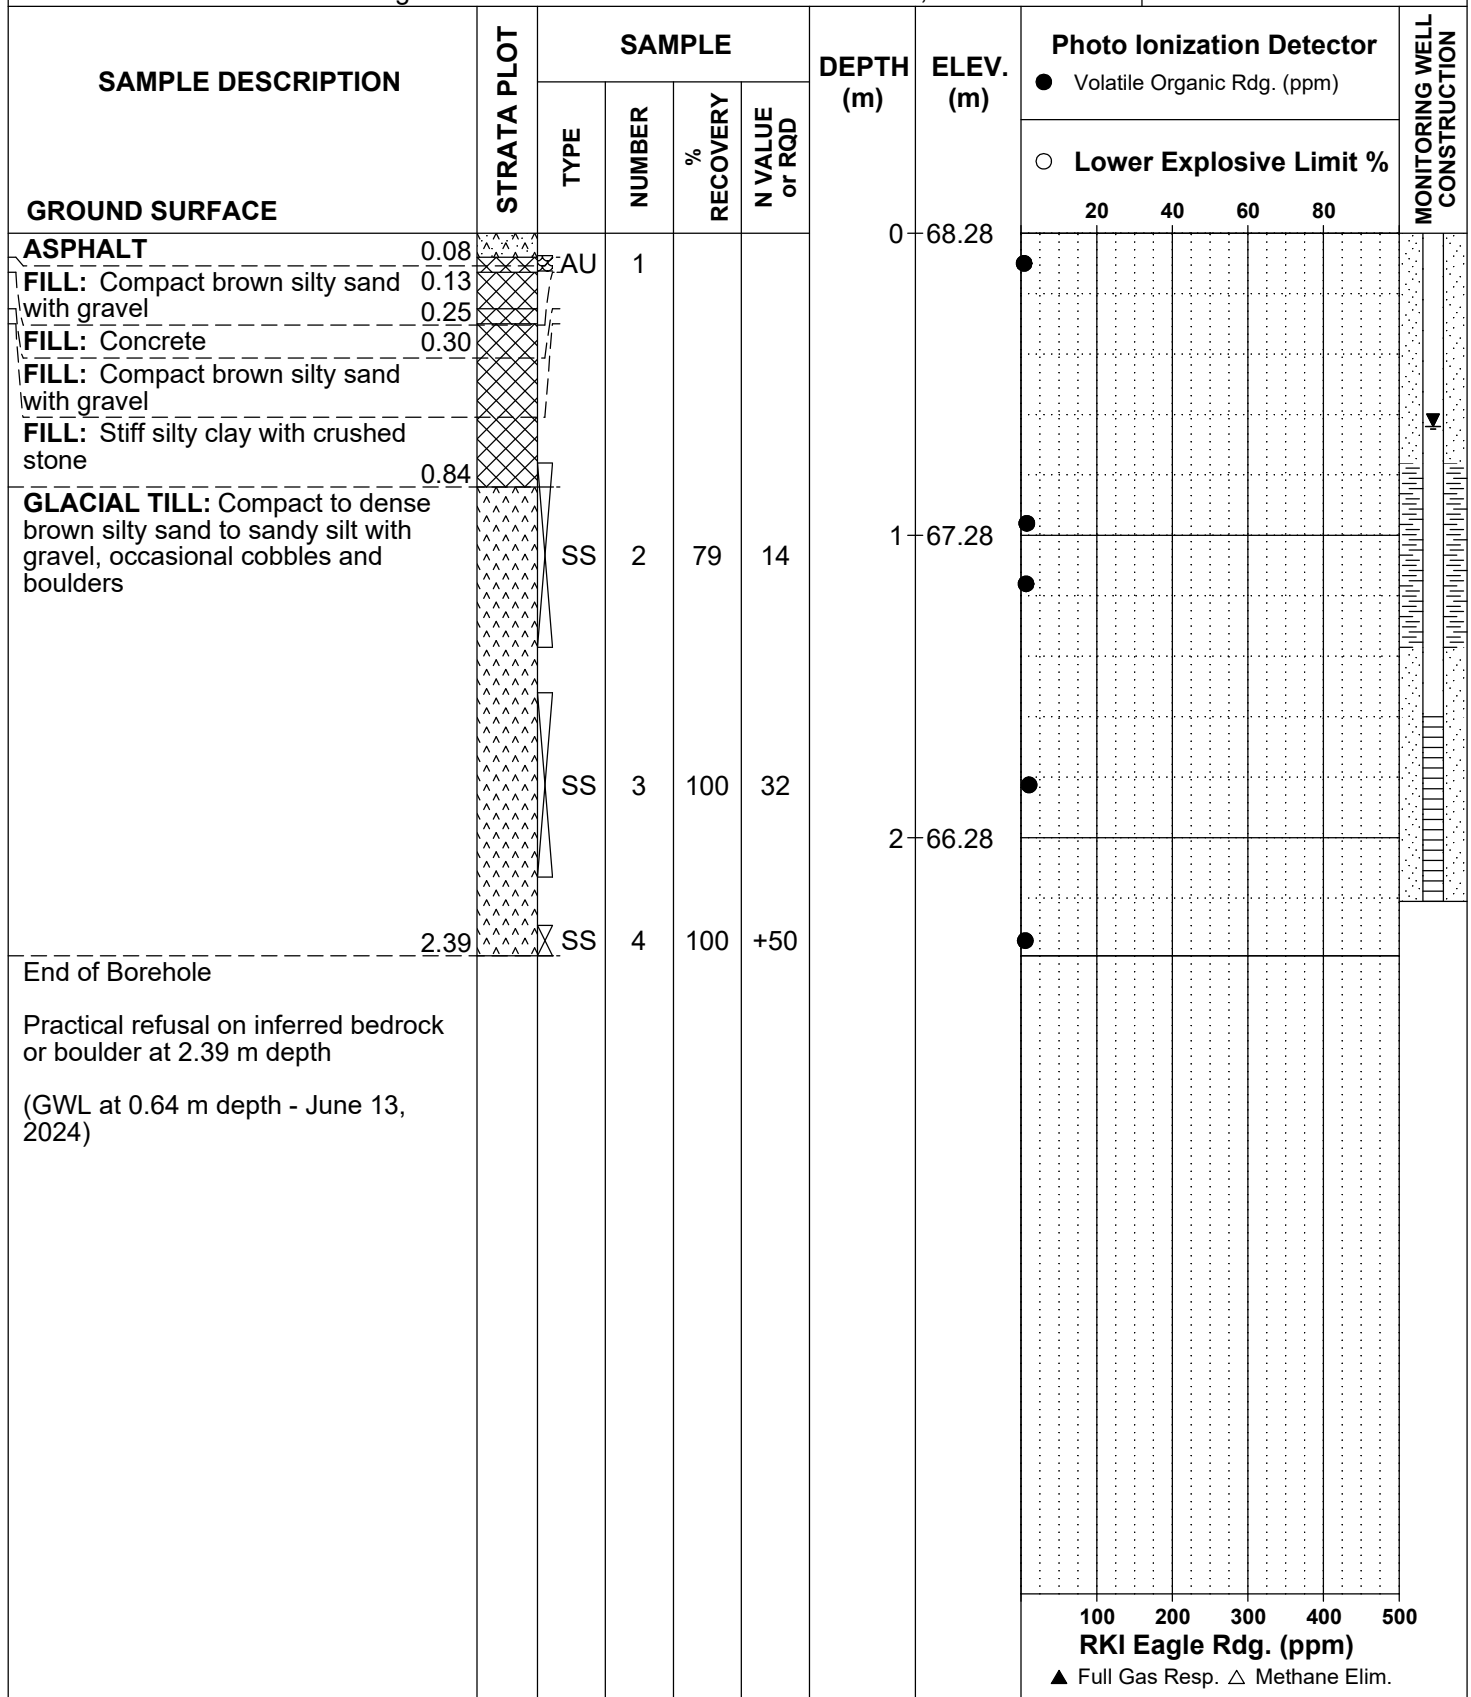 SAMPLE DESCRIPTION
GROUND SURFACE
STRATA PLOT
SAMPLE
TYPE
NUMBER
%
RECOVERY
N VALUE
or RQD
DEPTH
(m)
ELEV.
(m)
Photo Ionization Detector
● Volatile Organic Rdg. (ppm)
○ Lower Explosive Limit %
20 40 60 80
MONITORING WELL
CONSTRUCTION
0 68.28
ASPHALT 0.08
AU 1
FILL: Compact brown silty sand 0.13
with gravel 0.25
FILL: Concrete 0.30
FILL: Compact brown silty sand
with gravel
FILL: Stiff silty clay with crushed
stone 0.84
GLACIAL TILL: Compact to dense
brown silty sand to sandy silt with
gravel, occasional cobbles and
boulders
1 67.28
SS 2 79 14
SS 3 100 32
2 66.28
2.39 SS 4 100 +50
End of Borehole
Practical refusal on inferred bedrock
or boulder at 2.39 m depth
(GWL at 0.64 m depth - June 13,
2024)
100 200 300 400 500
RKI Eagle Rdg. (ppm)
▲ Full Gas Resp. △ Methane Elim.